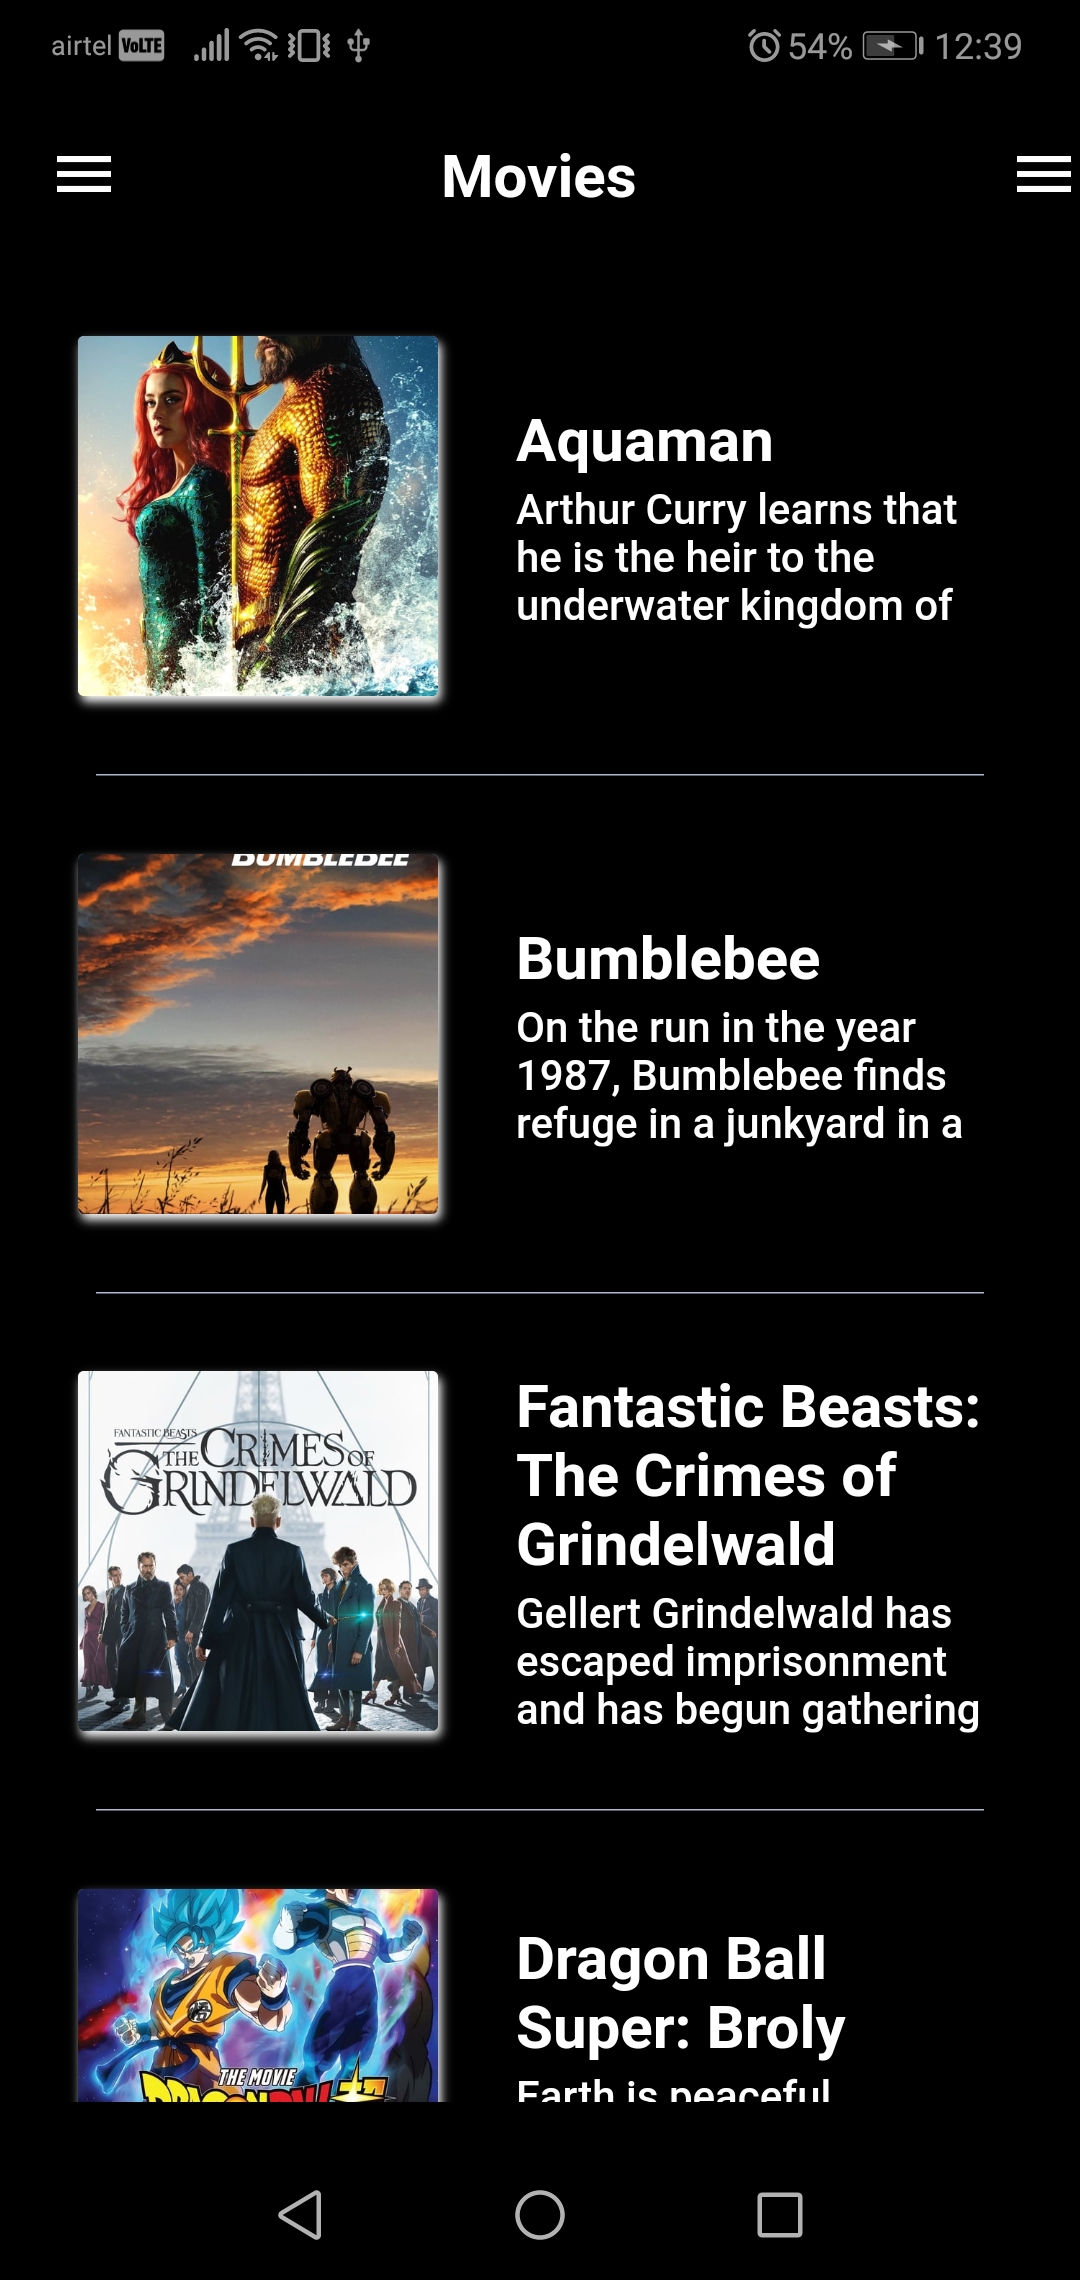 airtel VoLTE 54% 12:39
Movies
Aquaman
Arthur Curry learns that
he is the heir to the
underwater kingdom of
BUMBLEBEE
Bumblebee
On the run in the year
1987, Bumblebee finds
refuge in a junkyard in a
FANTASTIC BEASTS
THE CRIMES OF
GRINDELWALD
Fantastic Beasts:
The Crimes of
Grindelwald
Gellert Grindelwald has
escaped imprisonment
and has begun gathering
悟
THE MOVIE
Dragon Ball
Super: Broly
Earth is peaceful